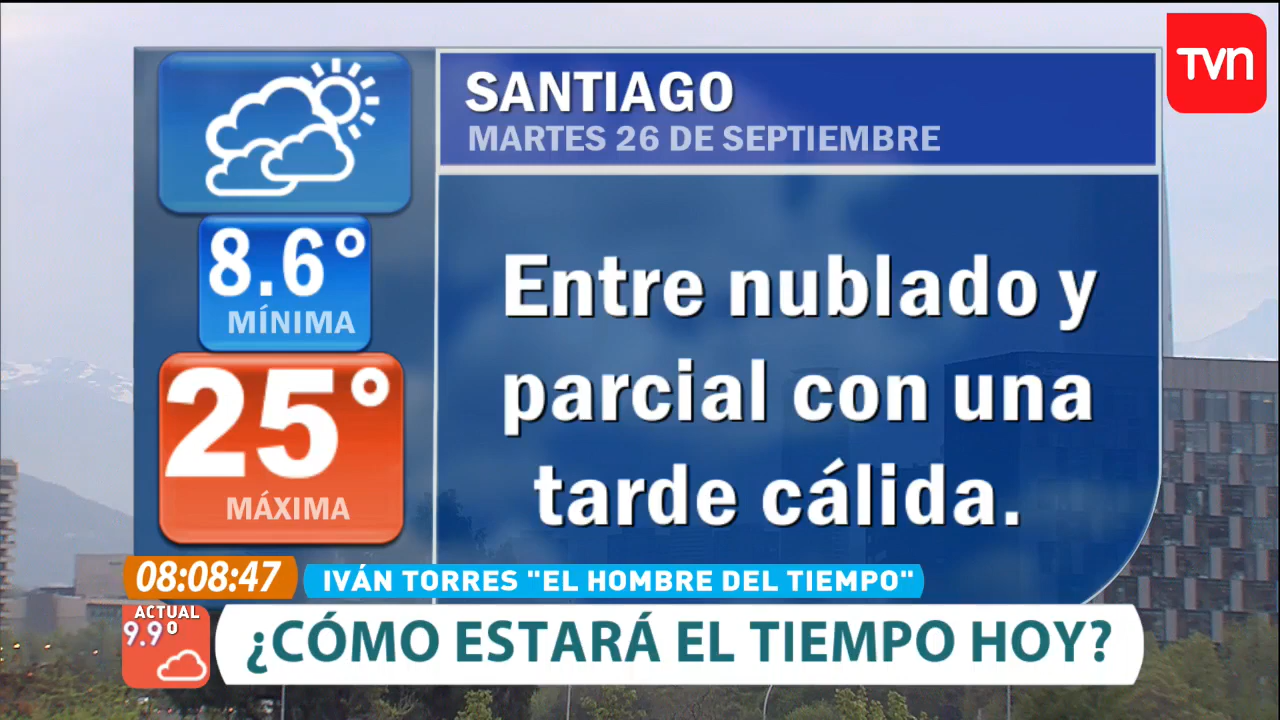 TVN
SANTIAGO
MARTES 26 DE SEPTIEMBRE
8.6°
MÍNIMA
25°
MÁXIMA
Entre nublado y
parcial con una
tarde cálida.
08:08:47
IVÁN TORRES "EL HOMBRE DEL TIEMPO"
ACTUAL
9.9°
¿CÓMO ESTARÁ EL TIEMPO HOY?